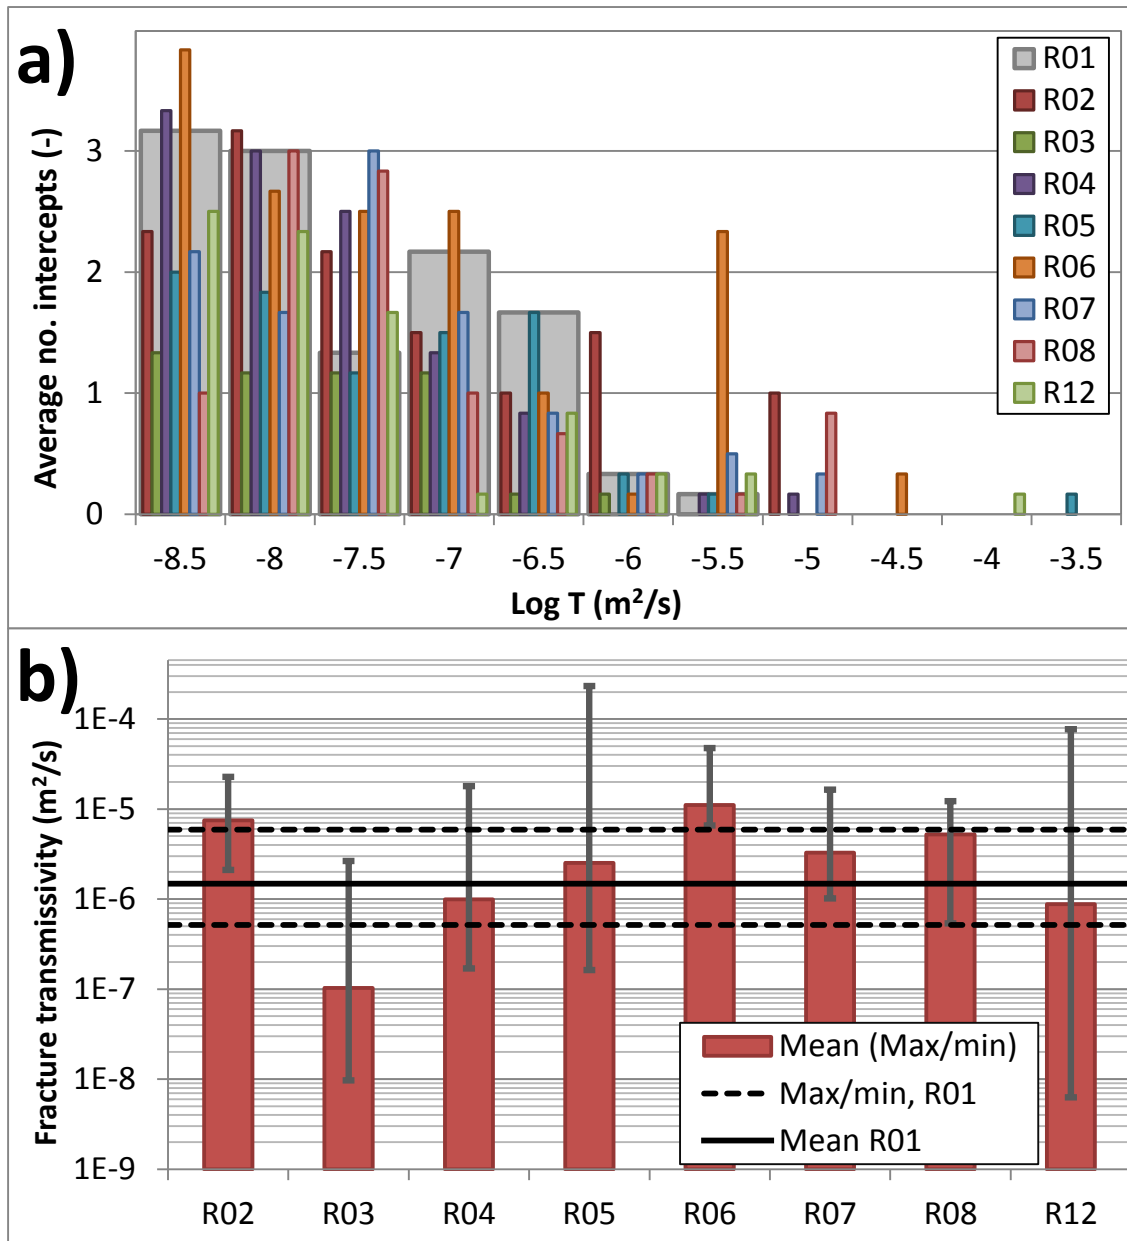 a)
Average no. intercepts (-)
3
2
1
0
-8.5 -8 -7.5 -7 -6.5 -6 -5.5 -5 -4.5 -4 -3.5
Log T (m²/s)
R01
R02
R03
R04
R05
R06
R07
R08
R12
b)
Fracture transmissivity (m²/s)
1E-4
1E-5
1E-6
1E-7
1E-8
1E-9
Mean (Max/min)
Max/min, R01
Mean R01
R02 R03 R04 R05 R06 R07 R08 R12